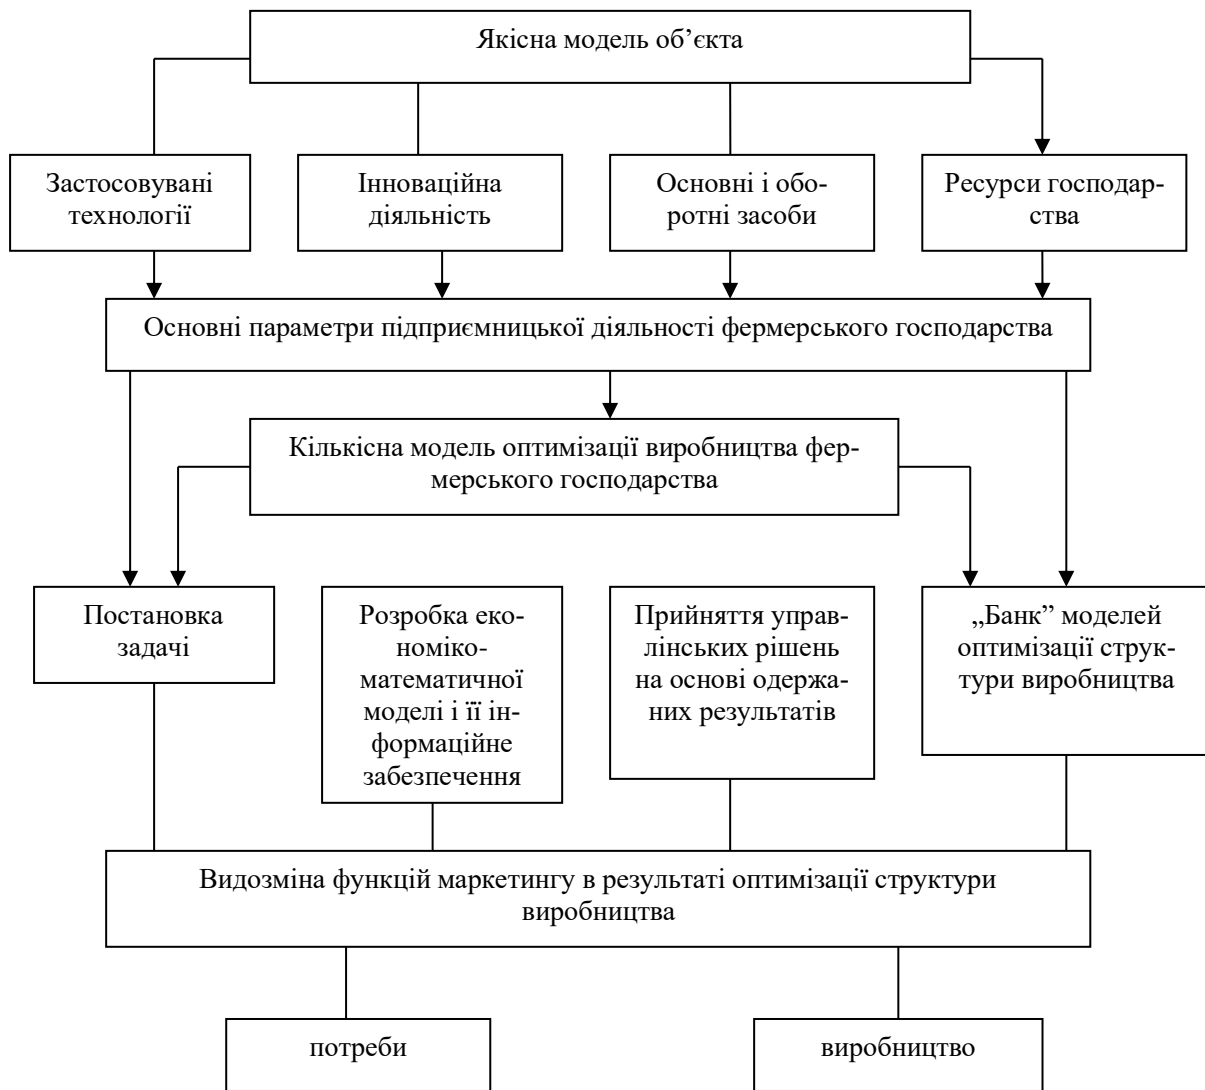 Якісна модель об’єкта
Застосовувані
технології
Інноваційна
діяльність
Основні і обо-
ротні засоби
Ресурси господар-
ства
Основні параметри підприємницької діяльності фермерського господарства
Кількісна модель оптимізації виробництва фер-
мерського господарства
Постановка
задачі
Розробка еко-
номіко-
математичної
моделі і її ін-
формаційне
забезпечення
Прийняття управ-
лінських рішень
на основі одержа-
них результатів
„Банк” моделей
оптимізації струк-
тури виробництва
Видозміна функцій маркетингу в результаті оптимізації структури
виробництва
потреби
виробництво